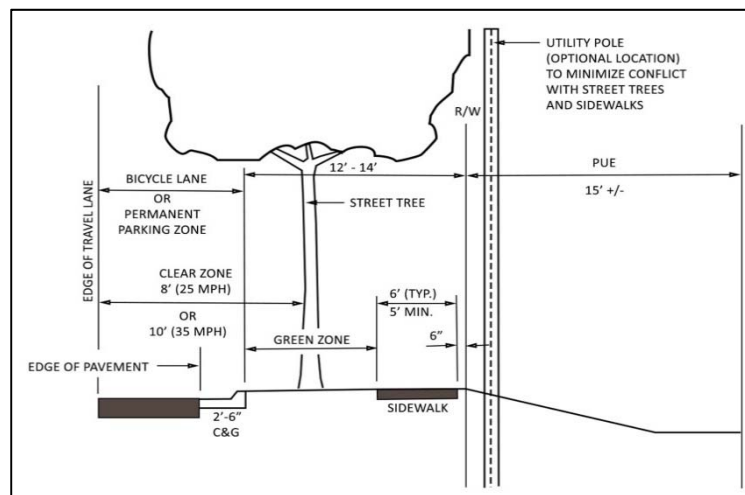 UTILITY POLE
(OPTIONAL LOCATION)
TO MINIMIZE CONFLICT
WITH STREET TREES
AND SIDEWALKS
R/W
BICYCLE LANE
OR
PERMANENT
PARKING ZONE
12' - 14'
PUE
15' +/-
STREET TREE
EDGE OF TRAVEL LANE
CLEAR ZONE
8' (25 MPH)
OR
10' (35 MPH)
6' (TYP.)
5' MIN.
6"
GREEN ZONE
EDGE OF PAVEMENT
2'-6"
C&G
SIDEWALK